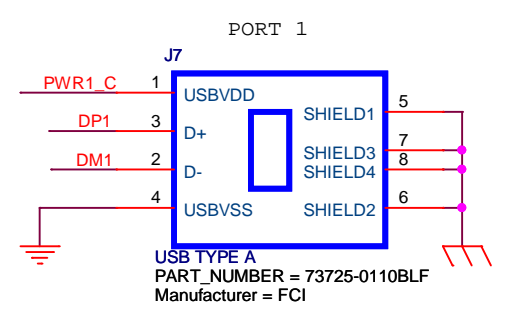 PORT 1
J7
PWR1_C 1 USBVDD SHIELD1 5
DP1 3 D+ SHIELD3 7
DM1 2 D- SHIELD4 8
4 USBVSS SHIELD2 6
USB TYPE A
PART_NUMBER = 73725-0110BLF
Manufacturer = FCI